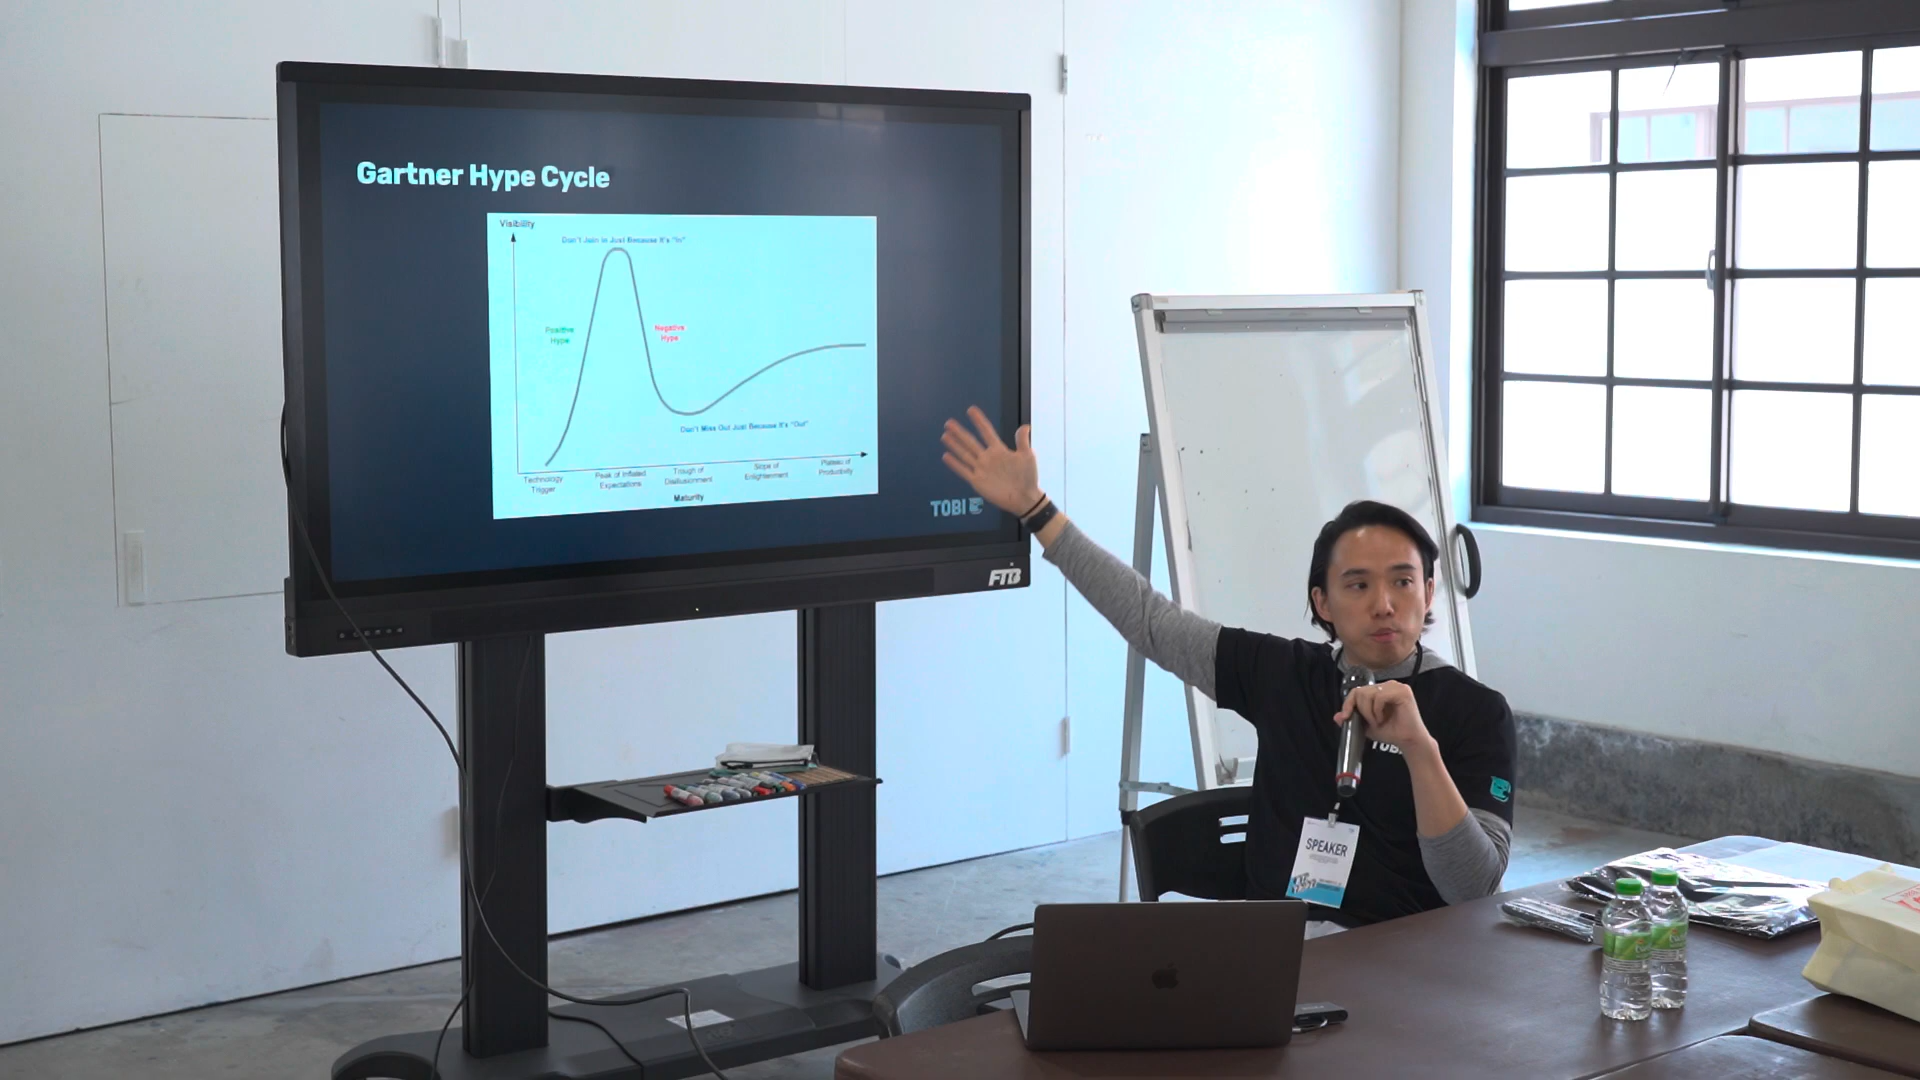 Gartner Hype Cycle
Visibility
Don't Join In Just Because It's "In"
Positive
Hype
Negative
Hype
Don't Miss Out Just Because It's "Out"
Technology
Trigger
Peak of Inflated
Expectations
Trough of
Disillusionment
Slope of
Enlightenment
Plateau of
Productivity
Maturity
TOBI
FTB
TOBI
SPEAKER